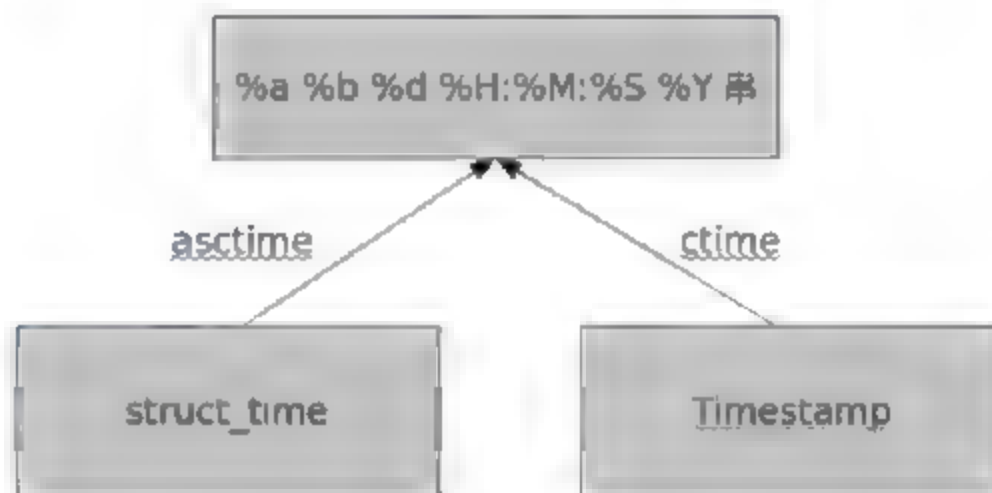 %a %b %d %H:%M:%S %Y 串
asctime
ctime
struct_time
Timestamp